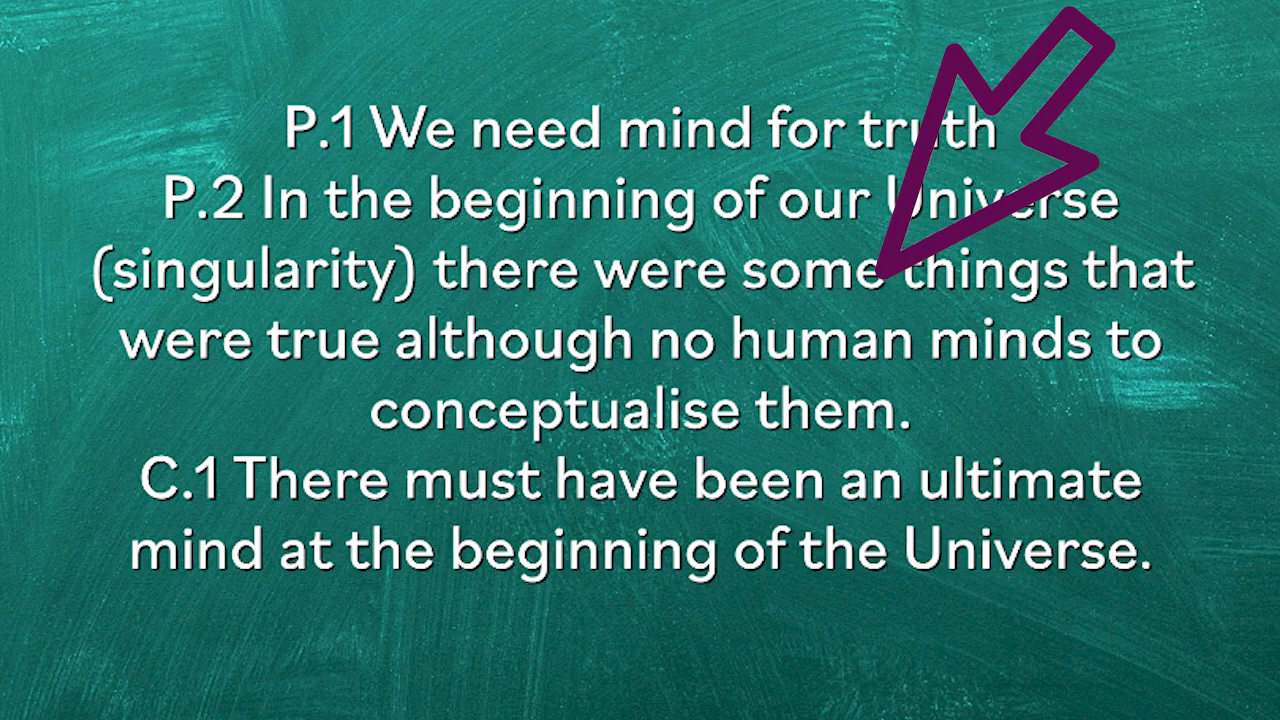 P.1 We need mind for truth
P.2 In the beginning of our Universe
(singularity) there were some things that
were true although no human minds to
conceptualise them.
C.1 There must have been an ultimate
mind at the beginning of the Universe.